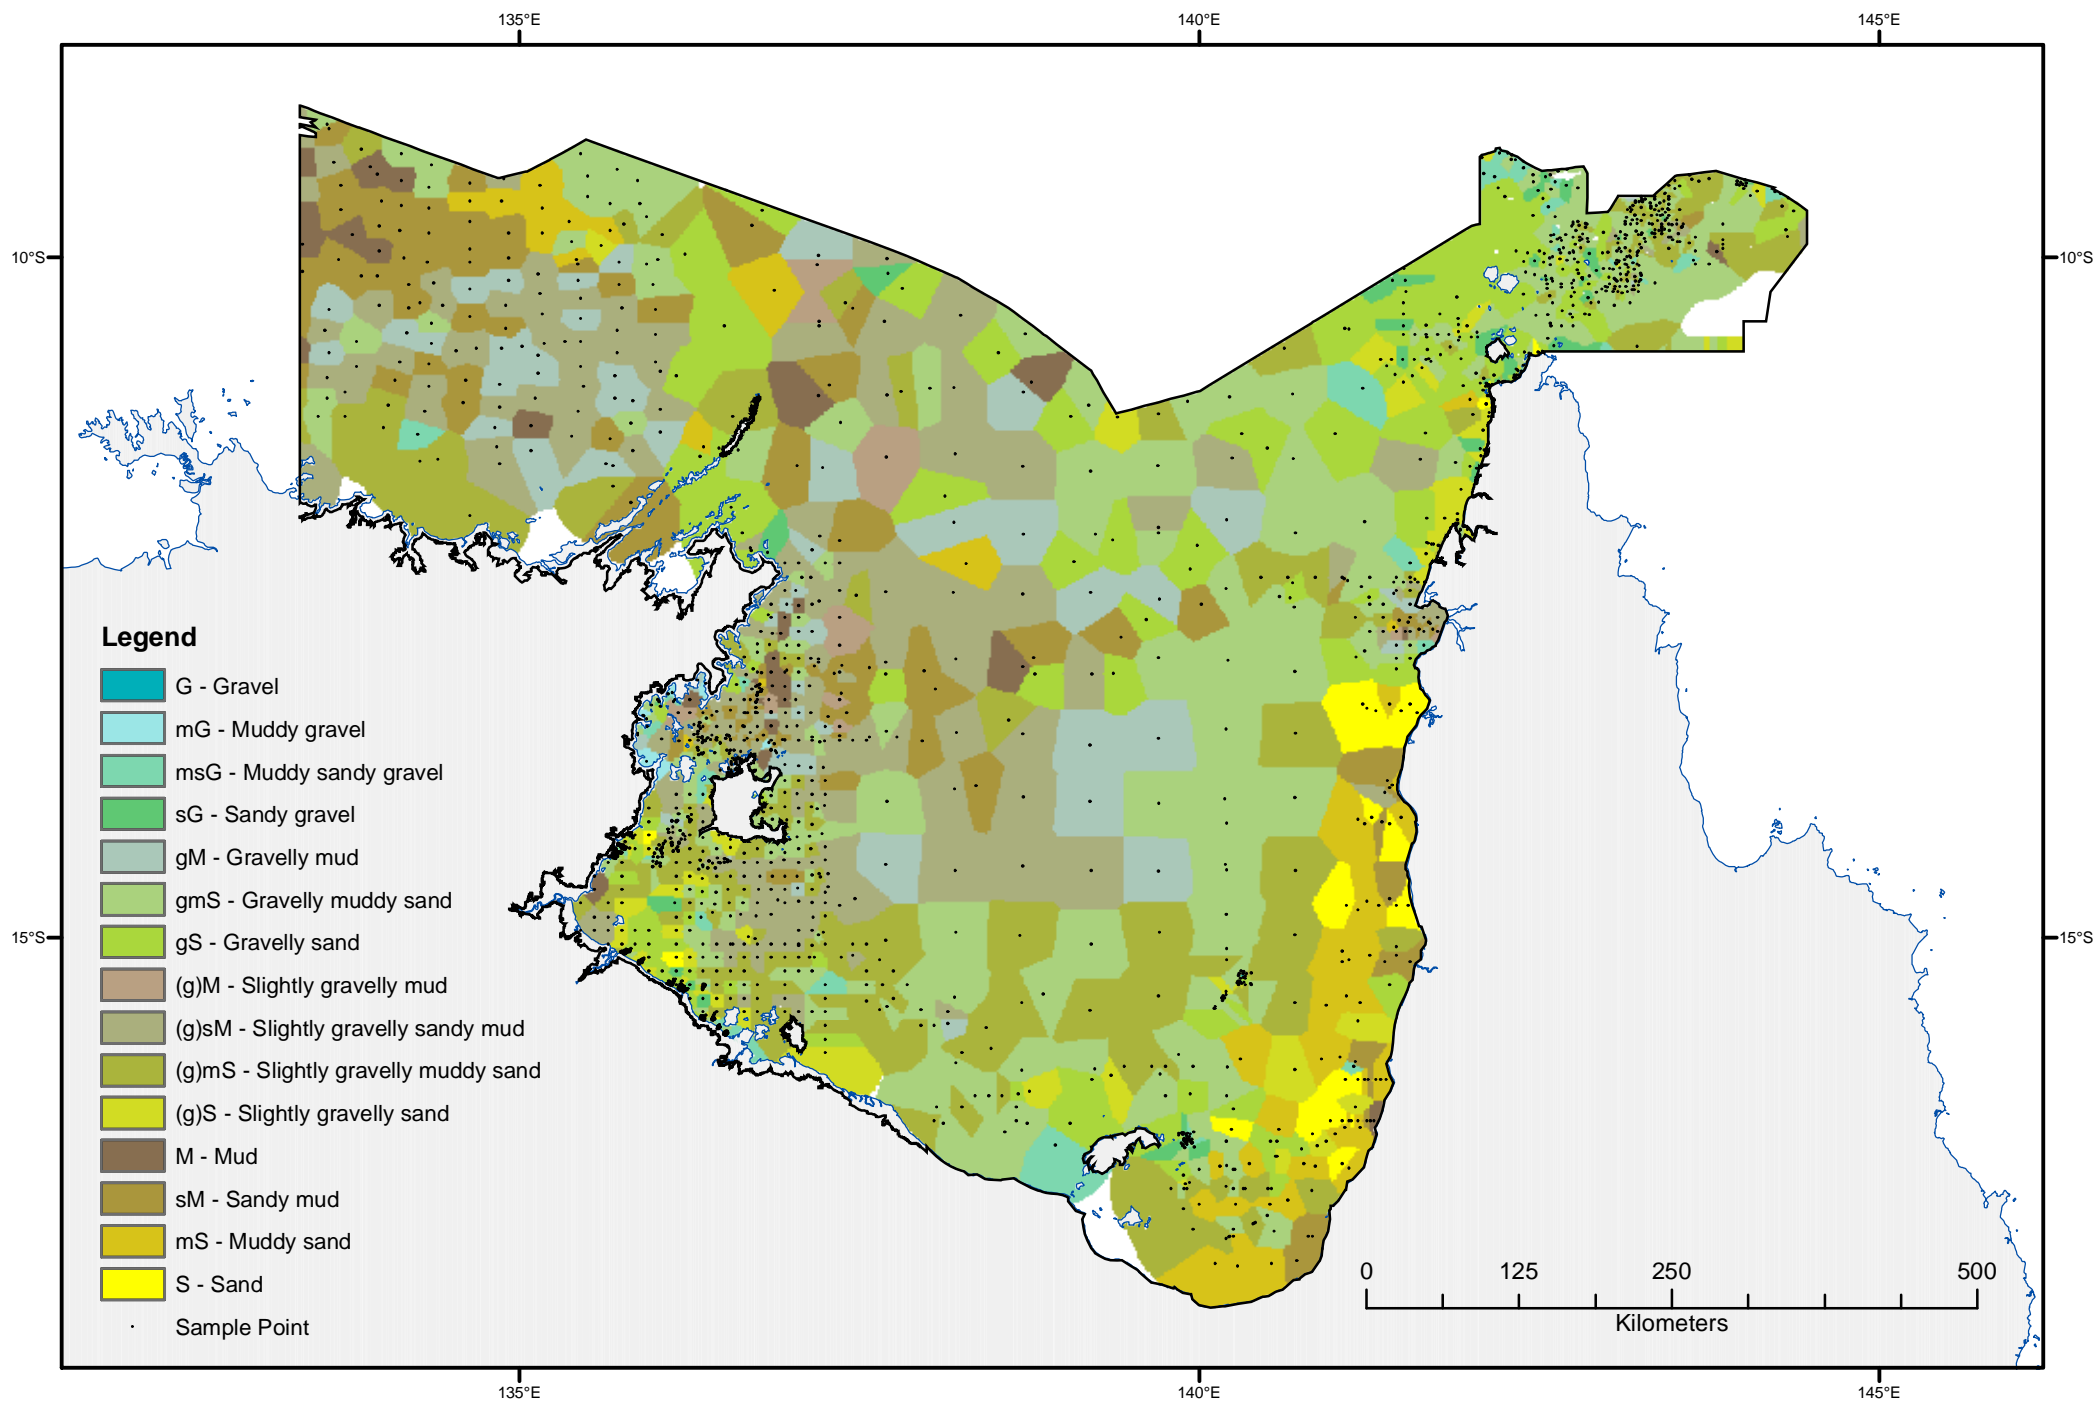 135°E
140°E
145°E
10°S
10°S
Legend
G - Gravel
mG - Muddy gravel
msG - Muddy sandy gravel
sG - Sandy gravel
gM - Gravelly mud
gmS - Gravelly muddy sand
gS - Gravelly sand
15°S
15°S
(g)M - Slightly gravelly mud
(g)sM - Slightly gravelly sandy mud
(g)mS - Slightly gravelly muddy sand
(g)S - Slightly gravelly sand
M - Mud
sM - Sandy mud
mS - Muddy sand
S - Sand
Sample Point
0 125 250 500
Kilometers
135°E
140°E
145°E